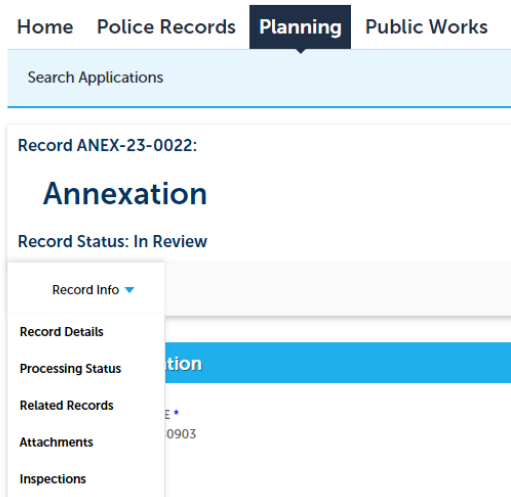 Home Police Records Planning Public Works
Search Applications
Record ANEX-23-0022:
Annexation
Record Status: In Review
Record Info
Record Details
Processing Status
tion
Related Records
E *
0903
Attachments
Inspections